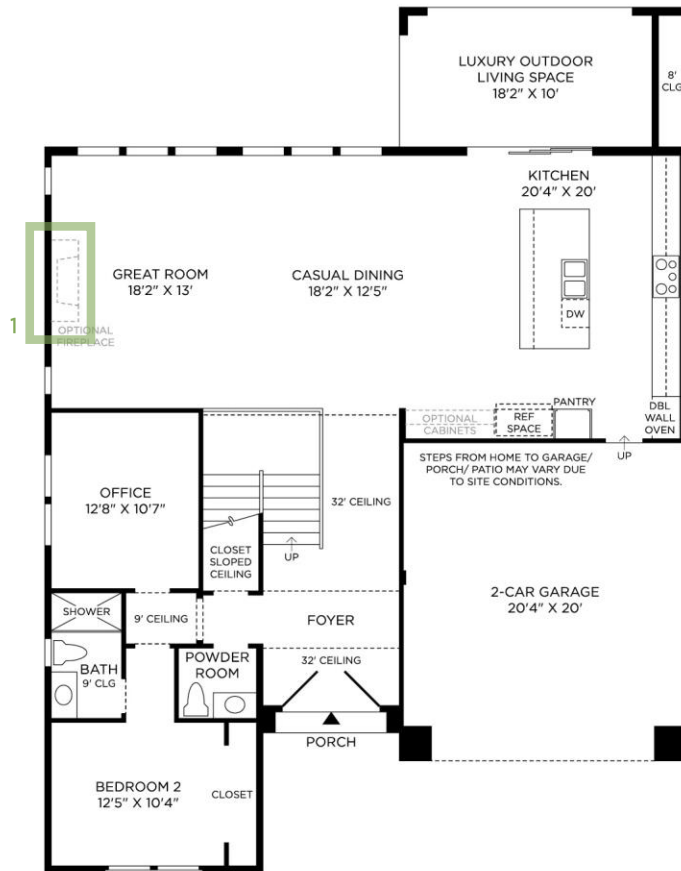 LUXURY OUTDOOR
LIVING SPACE
18'2" X 10'
8'
CLG
KITCHEN
20'4" X 20'
GREAT ROOM
18'2" X 13'
CASUAL DINING
18'2" X 12'5"
1
OPTIONAL
FIREPLACE
DW
OPTIONAL
CABINETS
REF
SPACE
PANTRY
DBL
WALL
OVEN
UP
STEPS FROM HOME TO GARAGE/
PORCH/ PATIO MAY VARY DUE
TO SITE CONDITIONS.
OFFICE
12'8" X 10'7"
32' CEILING
CLOSET
SLOPED
CEILING
UP
2-CAR GARAGE
20'4" X 20'
SHOWER
9' CEILING
FOYER
BATH
9' CLG
POWDER
ROOM
32' CEILING
PORCH
BEDROOM 2
12'5" X 10'4"
CLOSET